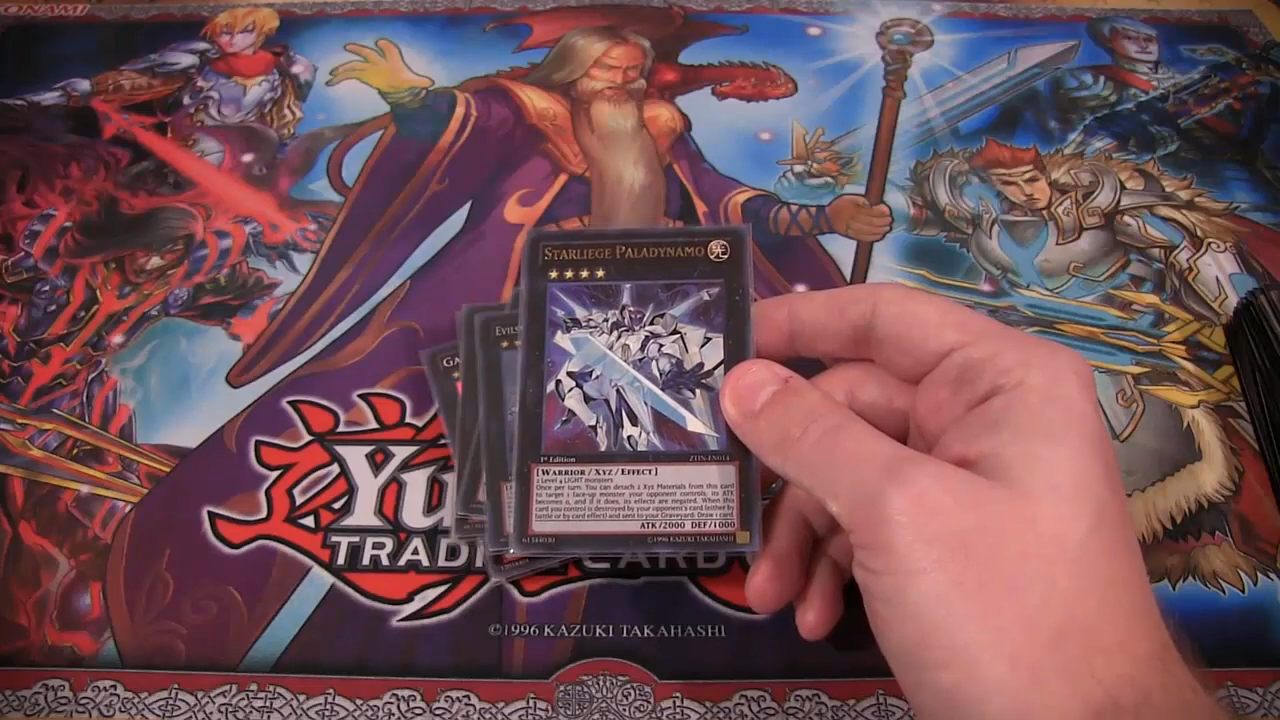 KONAMI
STARLIEGE PALADYNAMO 光
EVILS
GA
1st Edition ZTIN-EN014
[WARRIOR/XYZ/EFFECT]
2 Level 4 LIGHT monsters
Once per turn: You can detach 2 Xyz Materials from this card
to target 1 face-up monster your opponent controls; its ATK
becomes 0, and if it does, its effects are negated. When this
card you control is destroyed by your opponent's card (either by
battle or by card effect) and sent to your Graveyard: Draw 1 card.
ATK/2000 DEF/1000
61344030 ©1996 KAZUKI TAKAHASHI
Yu
TRADI CARD
©1996 KAZUKI TAKAHASHI